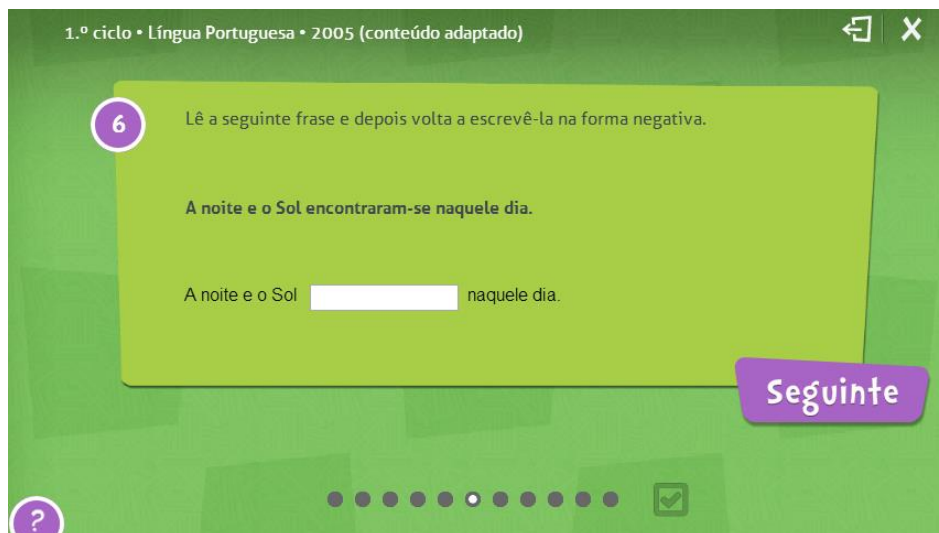 1.º ciclo • Língua Portuguesa • 2005 (conteúdo adaptado)
6
Lê a seguinte frase e depois volta a escrevê-la na forma negativa.
A noite e o Sol encontraram-se naquele dia.
A noite e o Sol naquele dia.
Seguinte
?